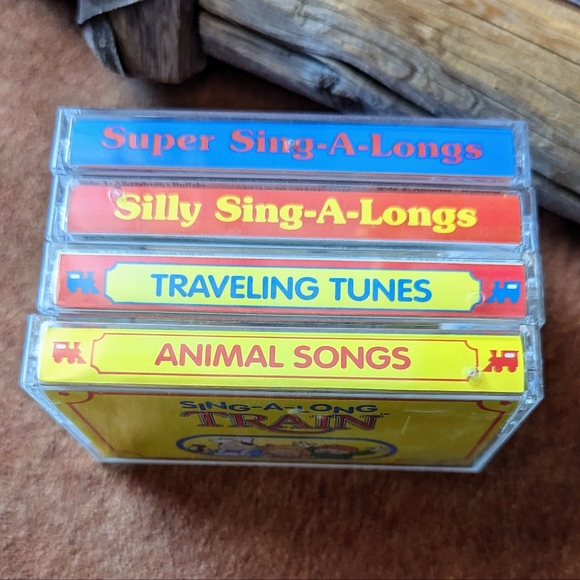 Super Sing-A-Longs
Silly Sing-A-Longs
TRAVELING TUNES
ANIMAL SONGS
SING-A-LONG
TRAIN